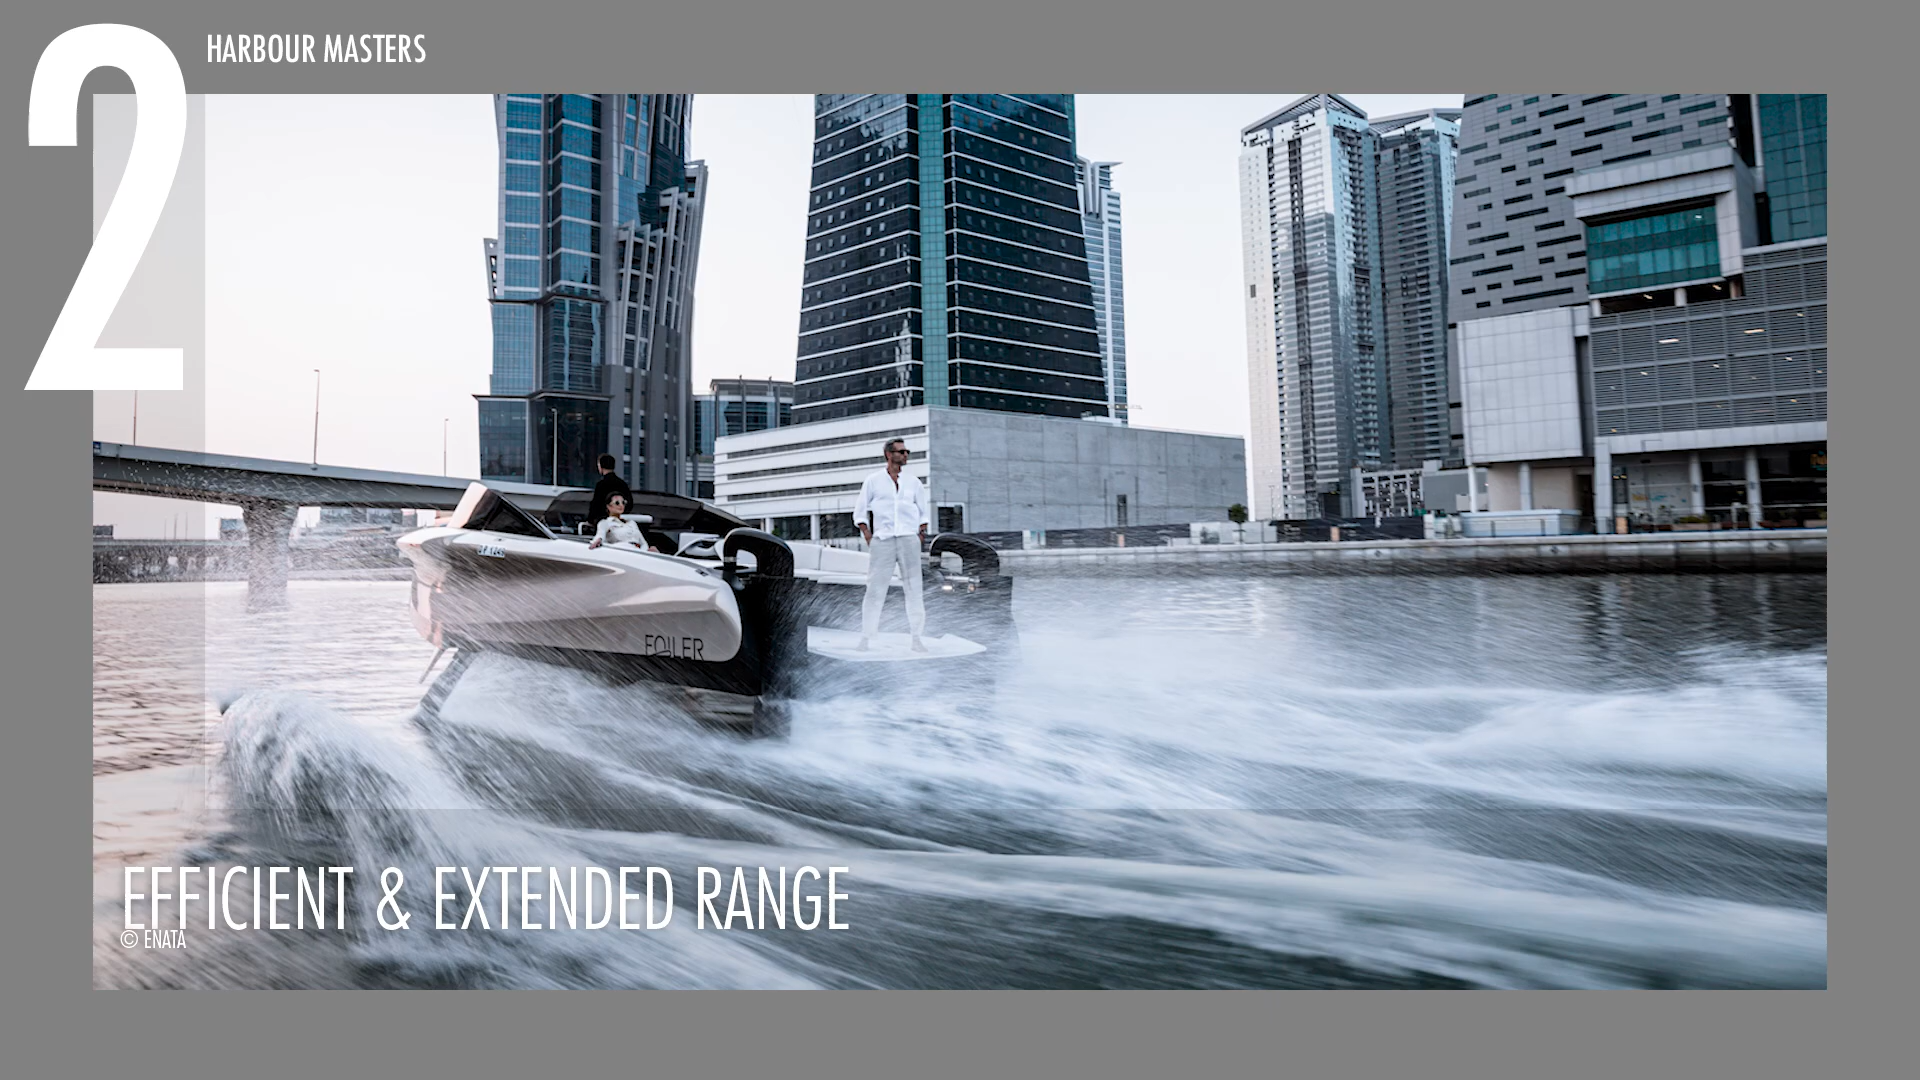 2
HARBOUR MASTERS
FOILER
EFFICIENT & EXTENDED RANGE
© ENATA